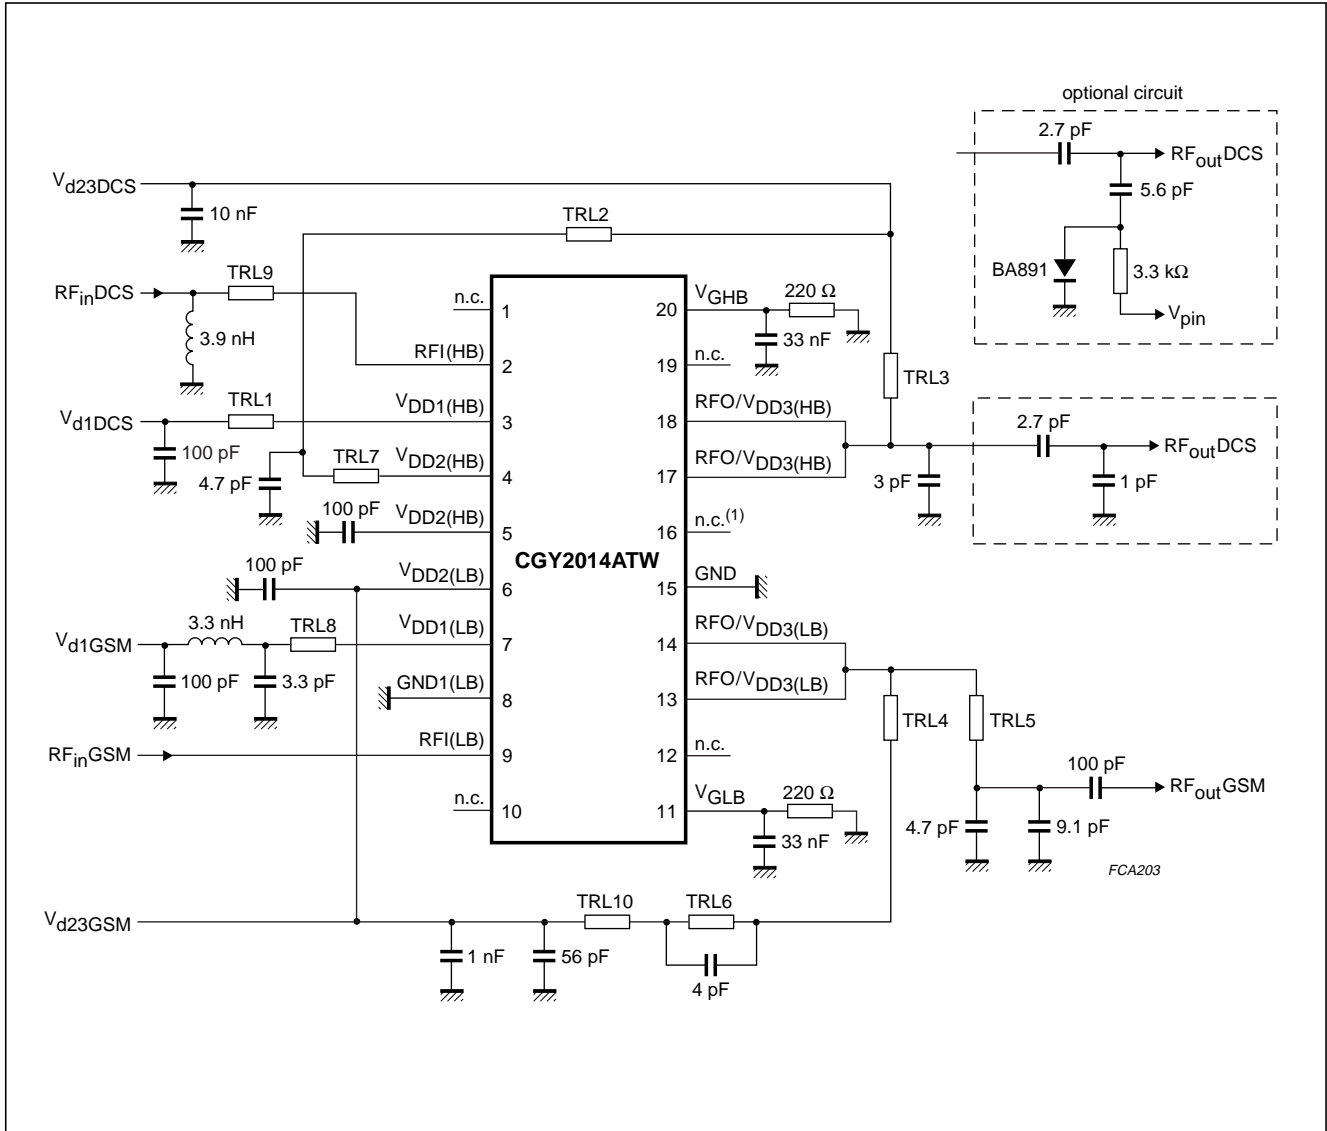 optional circuit
2.7 pF
RFoutDCS
5.6 pF
BA891
3.3 kΩ
Vpin
Vd23DCS
10 nF
TRL2
RFinDCS
TRL9
3.9 nH
n.c.
1
RFI(HB)
2
Vd1DCS
TRL1
VDD1(HB)
3
100 pF
TRL7
VDD2(HB)
4
4.7 pF
100 pF
VDD2(HB)
5
100 pF
VDD2(LB)
6
Vd1GSM
3.3 nH
TRL8
VDD1(LB)
7
100 pF
3.3 pF
GND1(LB)
8
RFinGSM
RFI(LB)
9
n.c.
10
CGY2014ATW
20
VGHB
220 Ω
33 nF
19
n.c.
TRL3
18
RFO/VDD3(HB)
17
RFO/VDD3(HB)
3 pF
2.7 pF
RFoutDCS
1 pF
16
n.c.(1)
15
GND
14
RFO/VDD3(LB)
13
RFO/VDD3(LB)
TRL4
TRL5
12
n.c.
11
VGLB
220 Ω
33 nF
100 pF
RFoutGSM
4.7 pF
9.1 pF
FCA203
Vd23GSM
1 nF
56 pF
TRL10
TRL6
4 pF